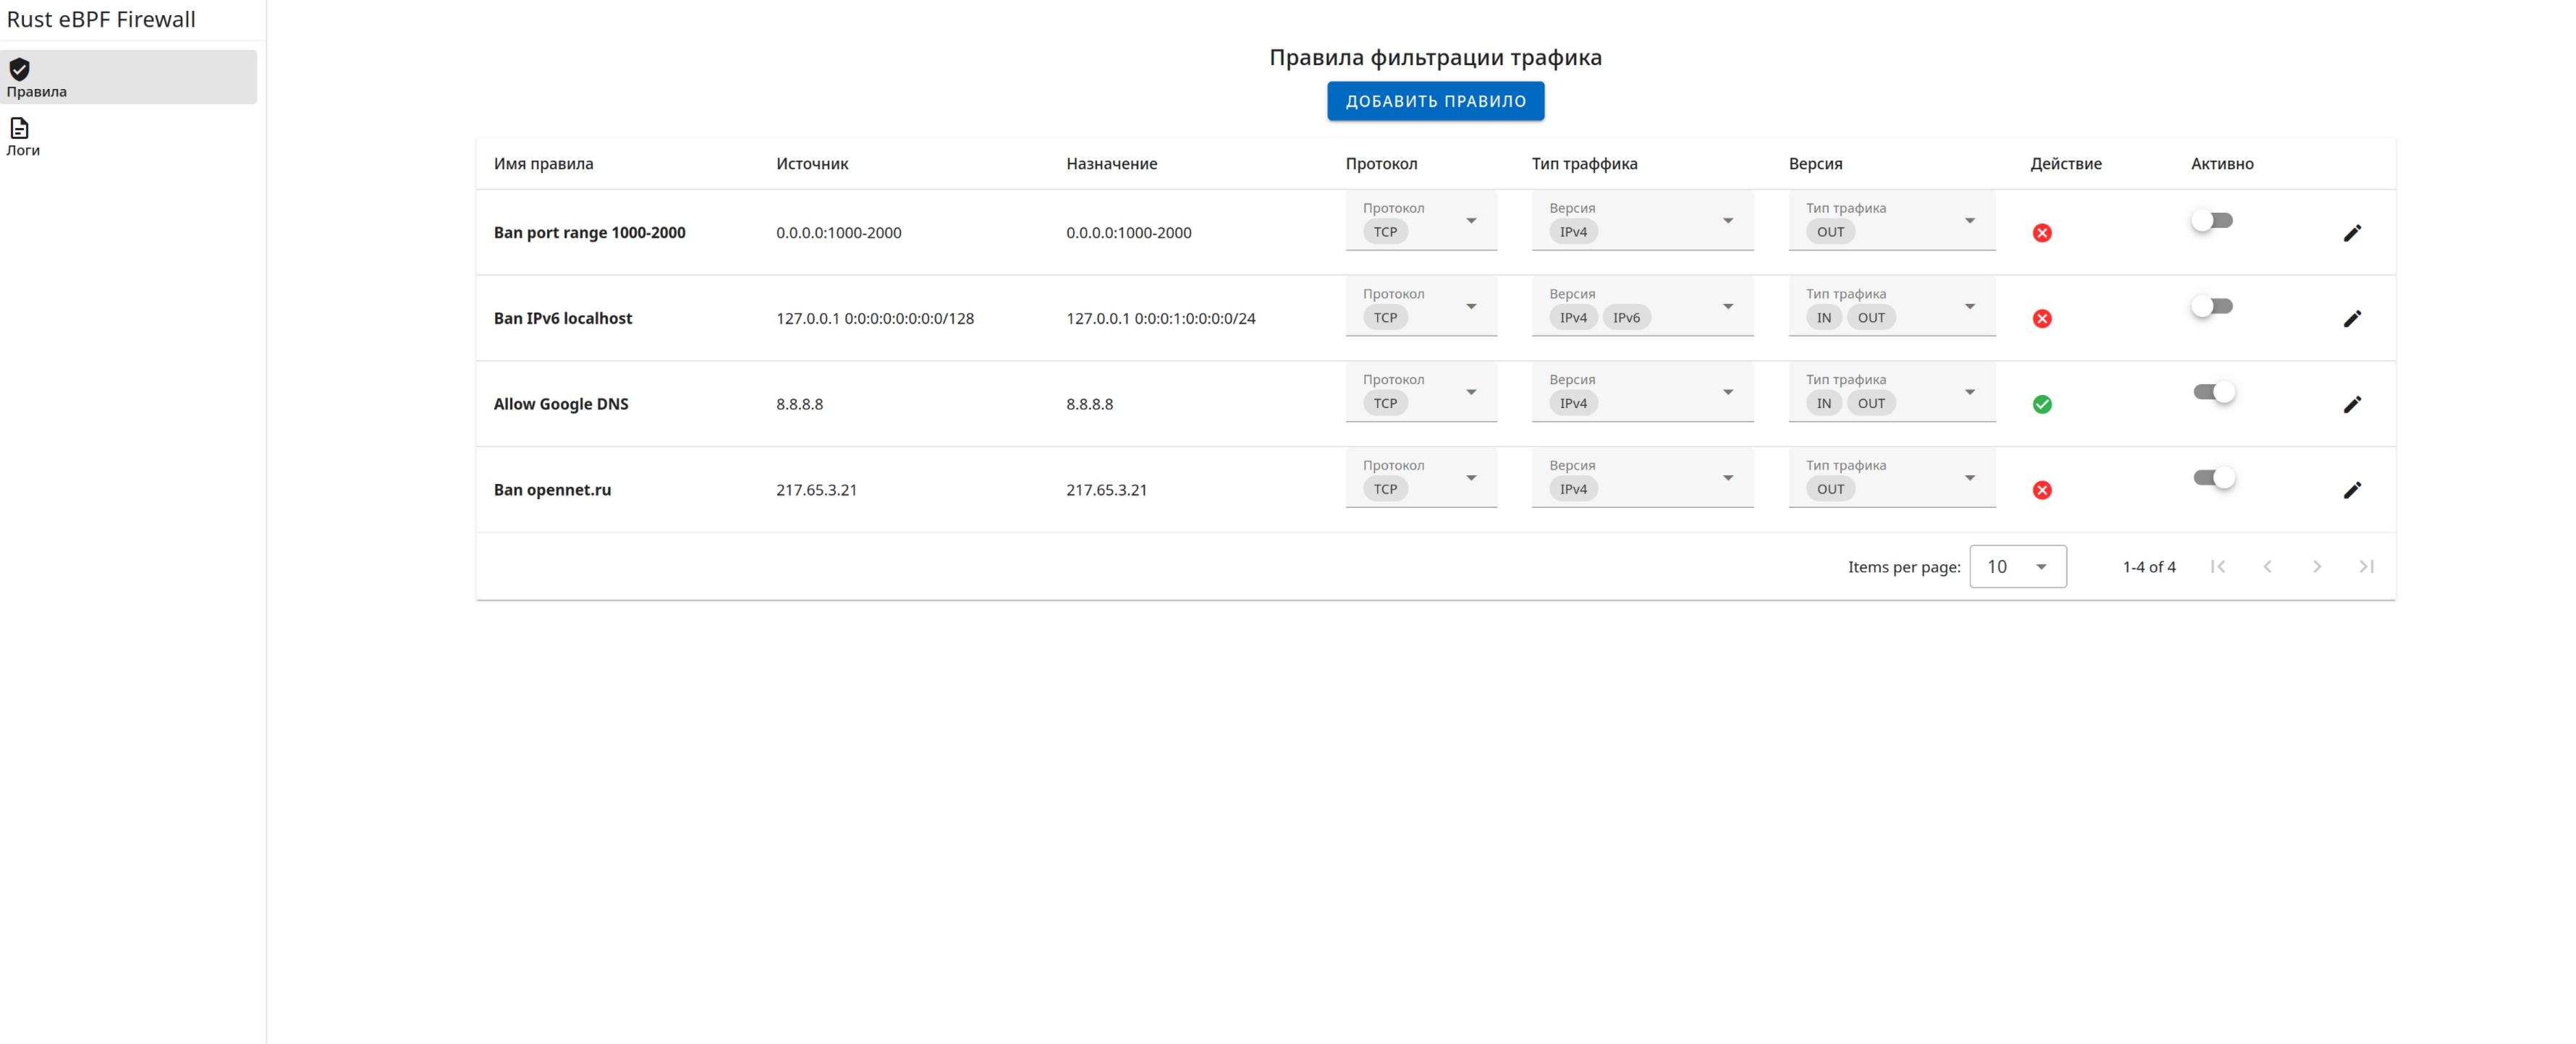 Rust eBPF Firewall
Правила
Логи
Правила фильтрации трафика
ДОБАВИТЬ ПРАВИЛО
Имя правила Источник Назначение Протокол Тип траффика Версия Действие Активно
Протокол Версия Тип трафика
Ban port range 1000-2000 0.0.0.0:1000-2000 0.0.0.0:1000-2000 TCP IPv4 OUT
Протокол Версия Тип трафика
Ban IPv6 localhost 127.0.0.1 0:0:0:0:0:0:0:0/128 127.0.0.1 0:0:0:1:0:0:0:0/24 TCP IPv4 IPv6 IN OUT
Протокол Версия Тип трафика
Allow Google DNS 8.8.8.8 8.8.8.8 TCP IPv4 IN OUT
Протокол Версия Тип трафика
Ban opennet.ru 217.65.3.21 217.65.3.21 TCP IPv4 OUT
Items per page: 10 1-4 of 4